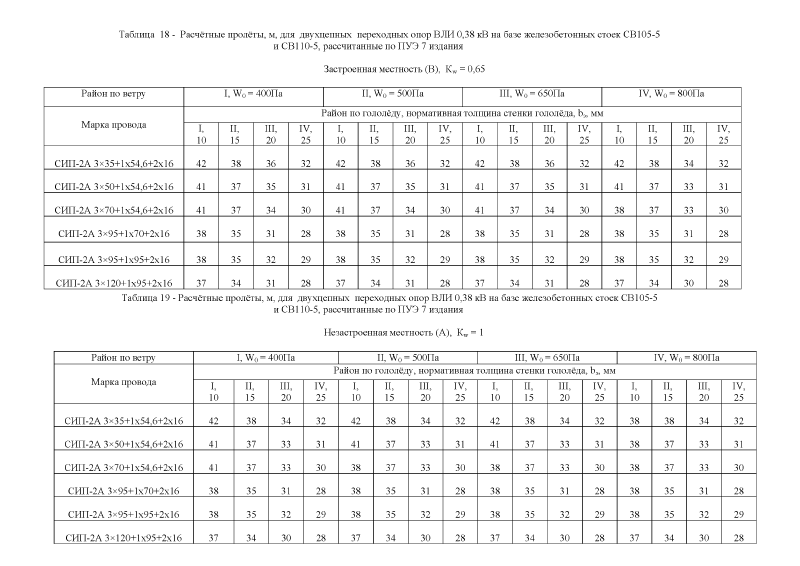 Таблица 18 - Расчётные пролёты, м, для двухцепных переходных опор ВЛИ 0,38 кВ на базе железобетонных стоек СВ105-5
и СВ110-5, рассчитанные по ПУЭ 7 издания
Застроенная местность (В), Kw = 0,65
Район по ветру I, W0 = 400Па II, W0 = 500Па III, W0 = 650Па IV, W0 = 800Па
Марка провода Район по гололёду, нормативная толщина стенки гололёда, bэ, мм
I, II, III, IV, I, II, III, IV, I, II, III, IV, I, II, III, IV,
10 15 20 25 10 15 20 25 10 15 20 25 10 15 20 25
СИП-2А 3×35+1х54,6+2х16 42 38 36 32 42 38 36 32 42 38 36 32 42 38 34 32
СИП-2А 3×50+1х54,6+2х16 41 37 35 31 41 37 35 31 41 37 35 31 41 37 33 31
СИП-2А 3×70+1х54,6+2х16 41 37 34 30 41 37 34 30 41 37 34 30 38 37 33 30
СИП-2А 3×95+1х70+2х16 38 35 31 28 38 35 31 28 38 35 31 28 38 35 31 28
СИП-2А 3×95+1х95+2х16 38 35 32 29 38 35 32 29 38 35 32 29 38 35 32 29
СИП-2А 3×120+1х95+2х16 37 34 31 28 37 34 31 28 37 34 31 28 37 34 30 28
Таблица 19 - Расчётные пролёты, м, для двухцепных переходных опор ВЛИ 0,38 кВ на базе железобетонных стоек СВ105-5
и СВ110-5, рассчитанные по ПУЭ 7 издания
Незастроенная местность (А), Kw = 1
Район по ветру I, W0 = 400Па II, W0 = 500Па III, W0 = 650Па IV, W0 = 800Па
Марка провода Район по гололёду, нормативная толщина стенки гололёда, bэ, мм
I, II, III, IV, I, II, III, IV, I, II, III, IV, I, II, III, IV,
10 15 20 25 10 15 20 25 10 15 20 25 10 15 20 25
СИП-2А 3×35+1х54,6+2х16 42 38 34 32 42 38 34 32 42 38 34 32 38 38 34 32
СИП-2А 3×50+1х54,6+2х16 41 37 33 31 41 37 33 31 41 37 33 31 38 37 33 31
СИП-2А 3×70+1х54,6+2х16 41 37 33 30 38 37 33 30 38 37 33 30 38 37 33 30
СИП-2А 3×95+1х70+2х16 38 35 31 28 38 35 31 28 38 35 31 28 38 35 31 28
СИП-2А 3×95+1х95+2х16 38 35 32 29 38 35 32 29 38 35 32 29 38 35 32 29
СИП-2А 3×120+1х95+2х16 37 34 30 28 37 34 30 28 37 34 30 28 37 34 30 28